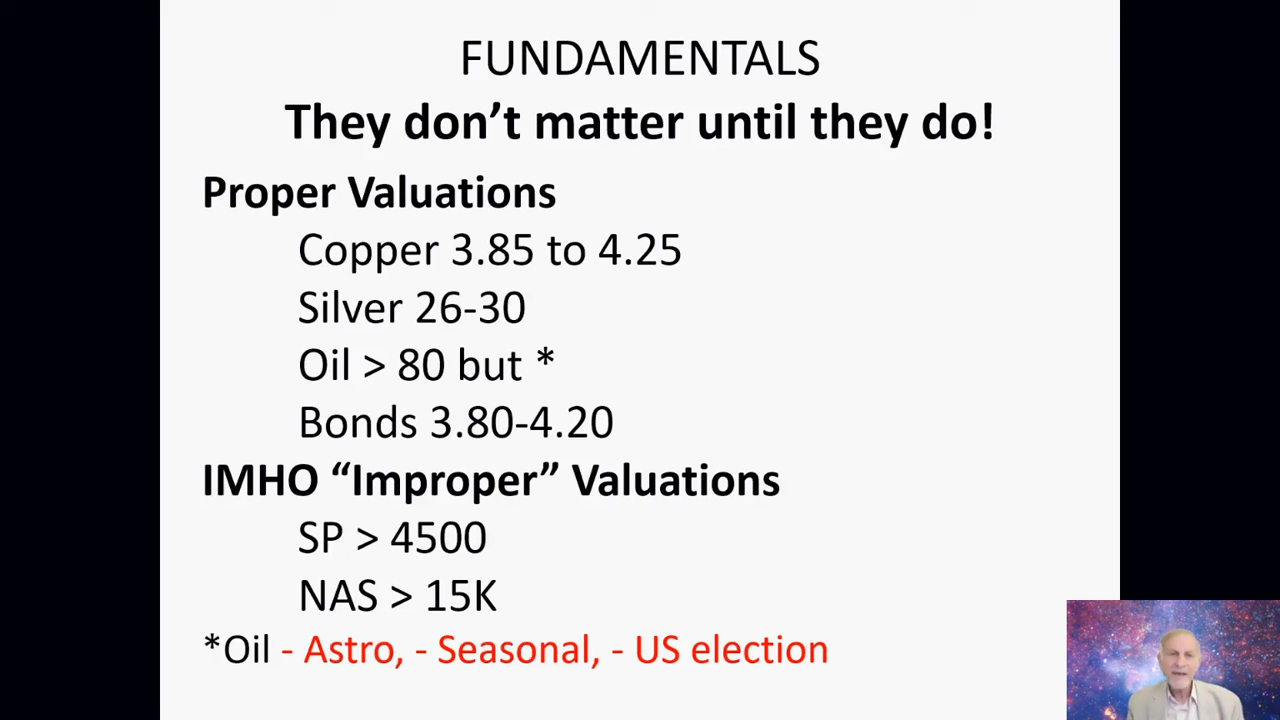 FUNDAMENTALS
They don’t matter until they do!
Proper Valuations
Copper 3.85 to 4.25
Silver 26-30
Oil > 80 but *
Bonds 3.80-4.20
IMHO “Improper” Valuations
SP > 4500
NAS > 15K
*Oil - Astro, - Seasonal, - US election